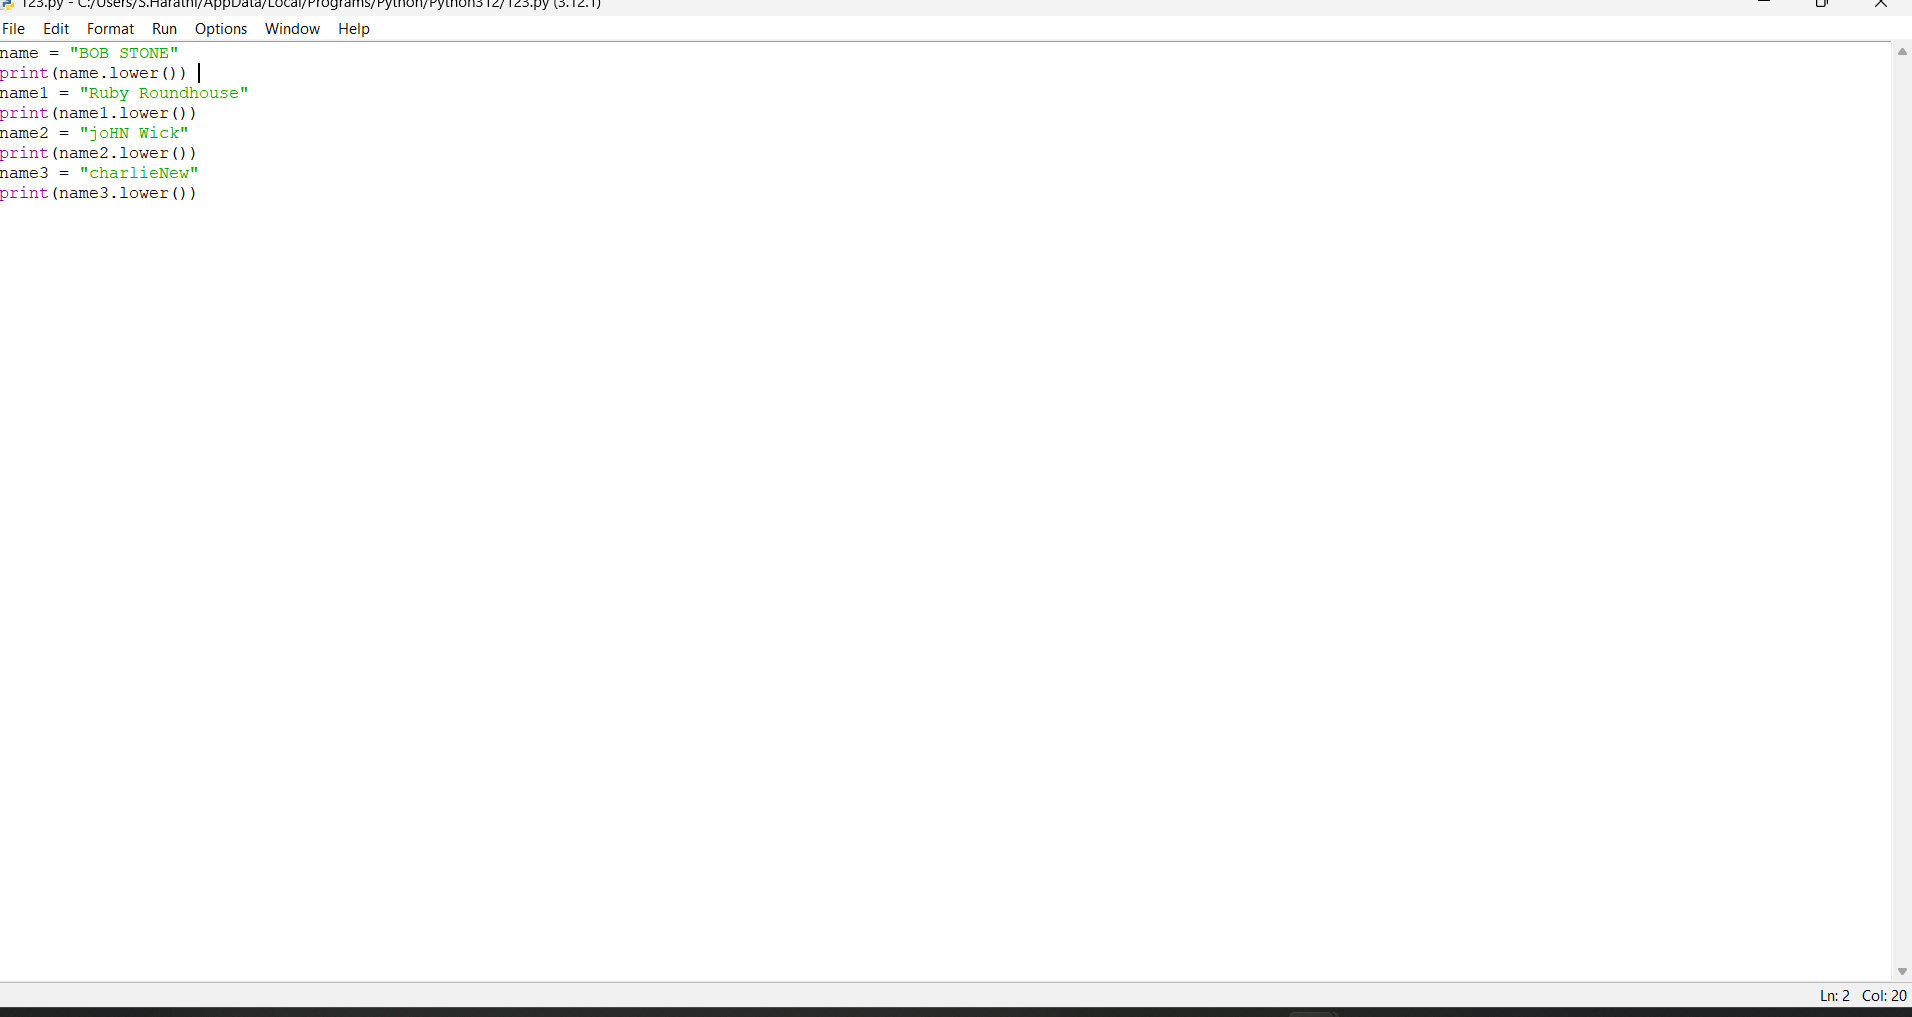 123.py - C:/Users/S.Harathi/AppData/Local/Programs/Python/Python312/123.py (3.12.1)
File Edit Format Run Options Window Help
name = "BOB STONE"
print(name.lower())
name1 = "Ruby Roundhouse"
print(name1.lower())
name2 = "joHN Wick"
print(name2.lower())
name3 = "charlieNew"
print(name3.lower())
Ln: 2 Col: 20